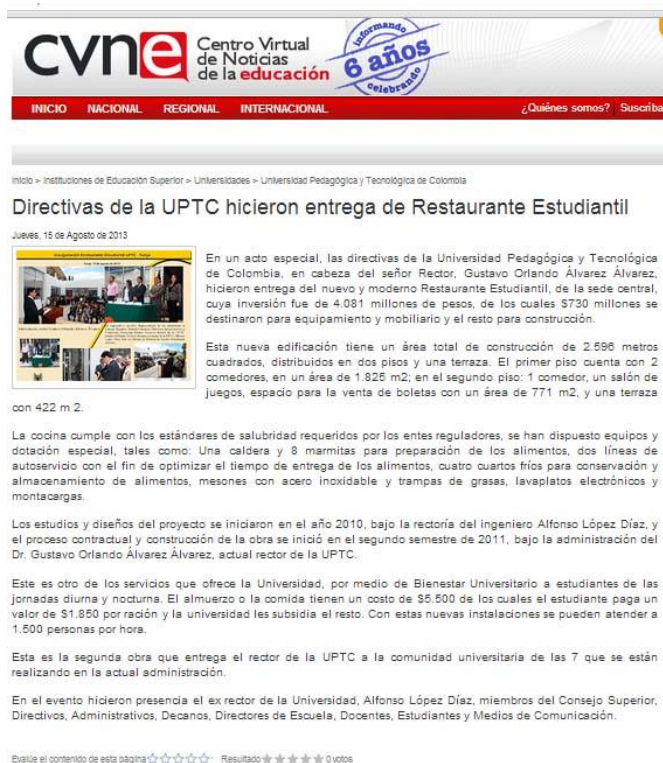 cvne
Centro Virtual
de Noticias
de la educación
informando
6 años
celebrando
INICIO NACIONAL REGIONAL INTERNACIONAL ¿Quiénes somos? Suscriba
Inicio > Instituciones de Educación Superior > Universidades > Universidad Pedagógica y Tecnológica de Colombia
Directivas de la UPTC hicieron entrega de Restaurante Estudiantil
Jueves, 15 de Agosto de 2013
En un acto especial, las directivas de la Universidad Pedagógica y Tecnológica
de Colombia, en cabeza del señor Rector, Gustavo Orlando Álvarez Álvarez,
hicieron entrega del nuevo y moderno Restaurante Estudiantil, de la sede central,
cuya inversión fue de 4.081 millones de pesos, de los cuales $730 millones se
destinaron para equipamiento y mobiliario y el resto para construcción.
Esta nueva edificación tiene un área total de construcción de 2.596 metros
cuadrados, distribuidos en dos pisos y una terraza. El primer piso cuenta con 2
comedores, en un área de 1.825 m2; en el segundo piso: 1 comedor, un salón de
juegos, espacio para la venta de boletas con un área de 771 m2, y una terraza
con 422 m 2.
La cocina cumple con los estándares de salubridad requeridos por los entes reguladores, se han dispuesto equipos y
dotación especial, tales como: Una caldera y 8 marmitas para preparación de los alimentos, dos líneas de
autoservicio con el fin de optimizar el tiempo de entrega de los alimentos, cuatro cuartos fríos para conservación y
almacenamiento de alimentos, mesones con acero inoxidable y trampas de grasas, lavaplatos electrónicos y
montacargas.
Los estudios y diseños del proyecto se iniciaron en el año 2010, bajo la rectoría del ingeniero Alfonso López Díaz, y
el proceso contractual y construcción de la obra se inició en el segundo semestre de 2011, bajo la administración del
Dr. Gustavo Orlando Álvarez Álvarez, actual rector de la UPTC.
Este es otro de los servicios que ofrece la Universidad, por medio de Bienestar Universitario a estudiantes de las
jornadas diurna y nocturna. El almuerzo o la comida tienen un costo de $5.500 de los cuales el estudiante paga un
valor de $1.850 por ración y la universidad les subsidia el resto. Con estas nuevas instalaciones se pueden atender a
1.500 personas por hora.
Esta es la segunda obra que entrega el rector de la UPTC a la comunidad universitaria de las 7 que se están
realizando en la actual administración.
En el evento hicieron presencia el ex rector de la Universidad, Alfonso López Díaz, miembros del Consejo Superior,
Directivos, Administrativos, Decanos, Directores de Escuela, Docentes, Estudiantes y Medios de Comunicación.
Evalúe el contenido de esta página Resultado 0 votos